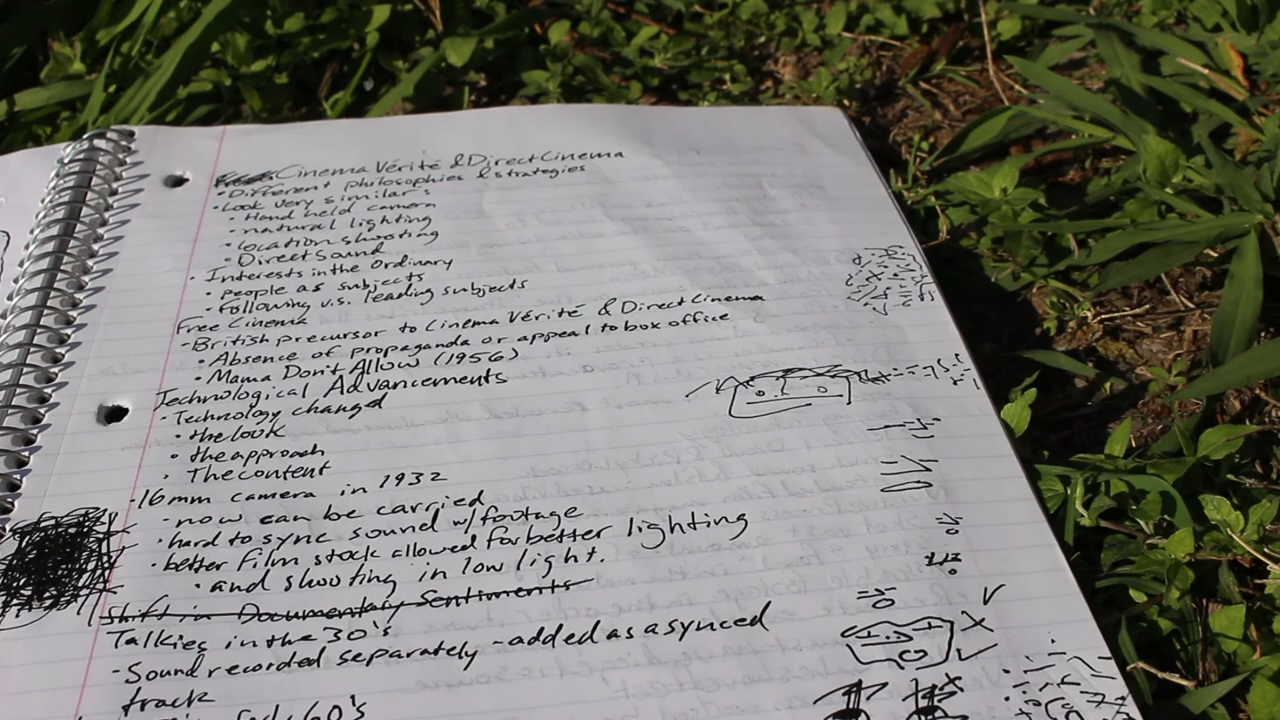 Cinema Vérité & Direct Cinema
• Different philosophies & strategies
• Look very similar:
• Hand held camera
• natural lighting
• location shooting
• Direct Sound
• Interests in the Ordinary
• people as subjects
• Following v.s. leading subjects
Free Cinema
- British precursor to Cinema Vérité & Direct Cinema
• Absence of propaganda or appeal to box office
• Mama Don't Allow (1956)
Technological Advancements
- Technology changed
• the look
• the approach
• The content
- 16mm camera in 1932
- now can be carried
• hard to sync sound w/ footage
• better film stock allowed for better lighting
• and shooting in low light.
Shift in Documentary Sentiments
Talkies in the 30's
- Sound recorded separately - added as a synced
track
60's